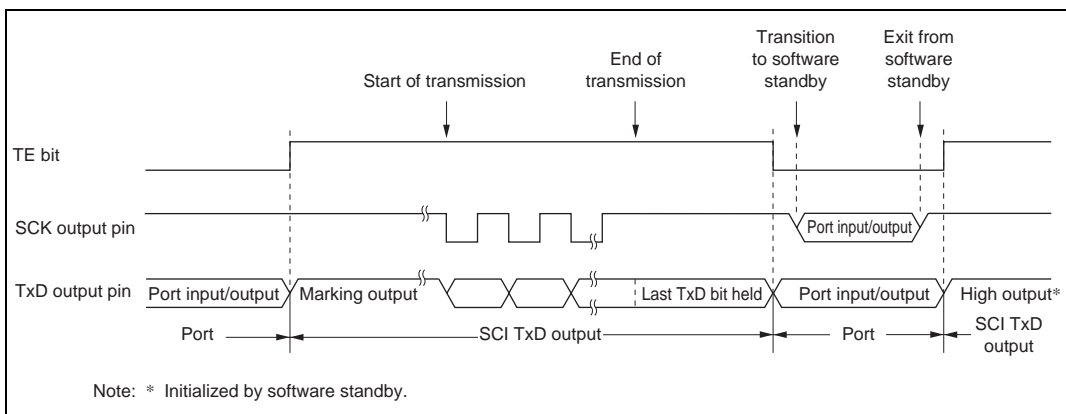 Start of transmission
End of
transmission
Transition
to software
standby
Exit from
software
standby
TE bit
SCK output pin
Port input/output
TxD output pin
Port input/output
Marking output
Last TxD bit held
Port input/output
High output*
Port
SCI TxD output
Port
SCI TxD
output
Note: * Initialized by software standby.